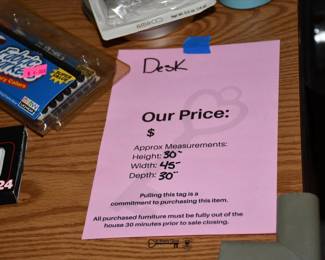 Desk
Our Price:
$
Approx Measurements:
Height: 30"
Width: 45"
Depth: 30"
Pulling this tag is a
commitment to purchasing this item.
All purchased furniture must be fully out of the
house 30 minutes prior to sale closing.
24